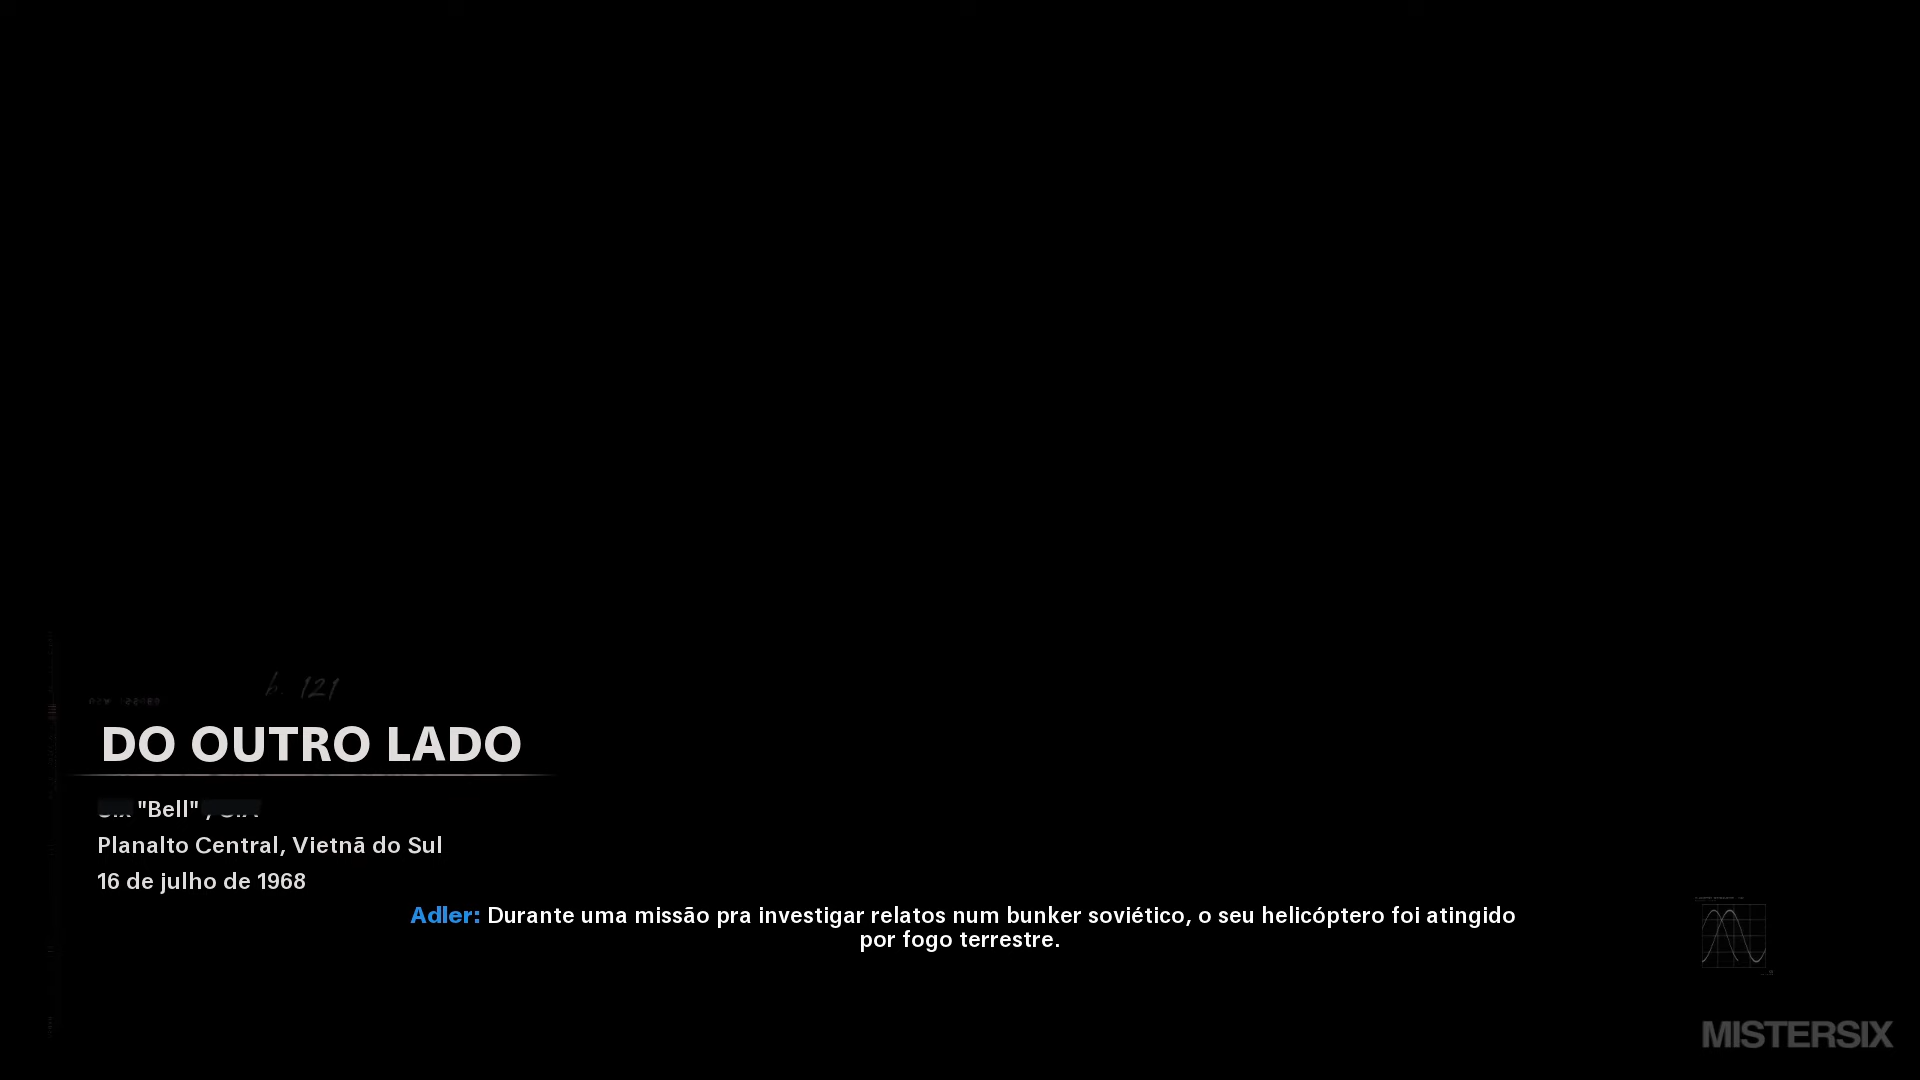 h. 121
DO OUTRO LADO
"Bell"
Planalto Central, Vietnã do Sul
16 de julho de 1968
Adler: Durante uma missão pra investigar relatos num bunker soviético, o seu helicóptero foi atingido
por fogo terrestre.
MISTERSIX